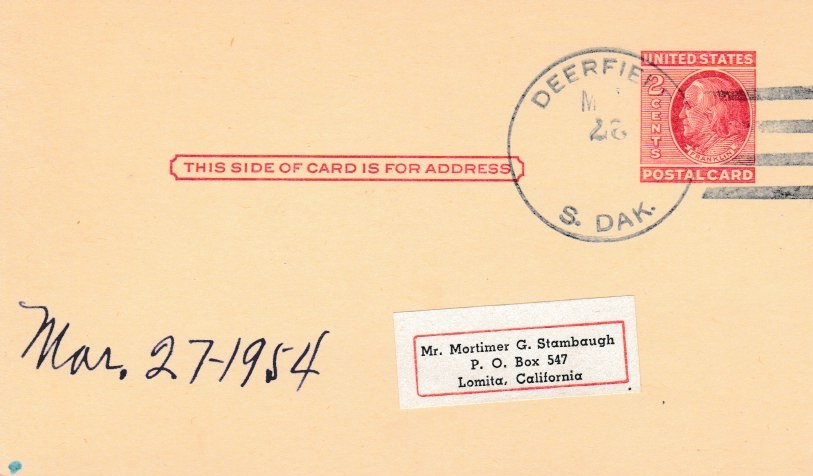 UNITED STATES
2 CENTS
FRANKLIN
POSTAL CARD
DEERFIE
M
S. DAK.
THIS SIDE OF CARD IS FOR ADDRESS
Mar. 27-1954
Mr. Mortimer G. Stambaugh
P. O. Box 547
Lomita, California